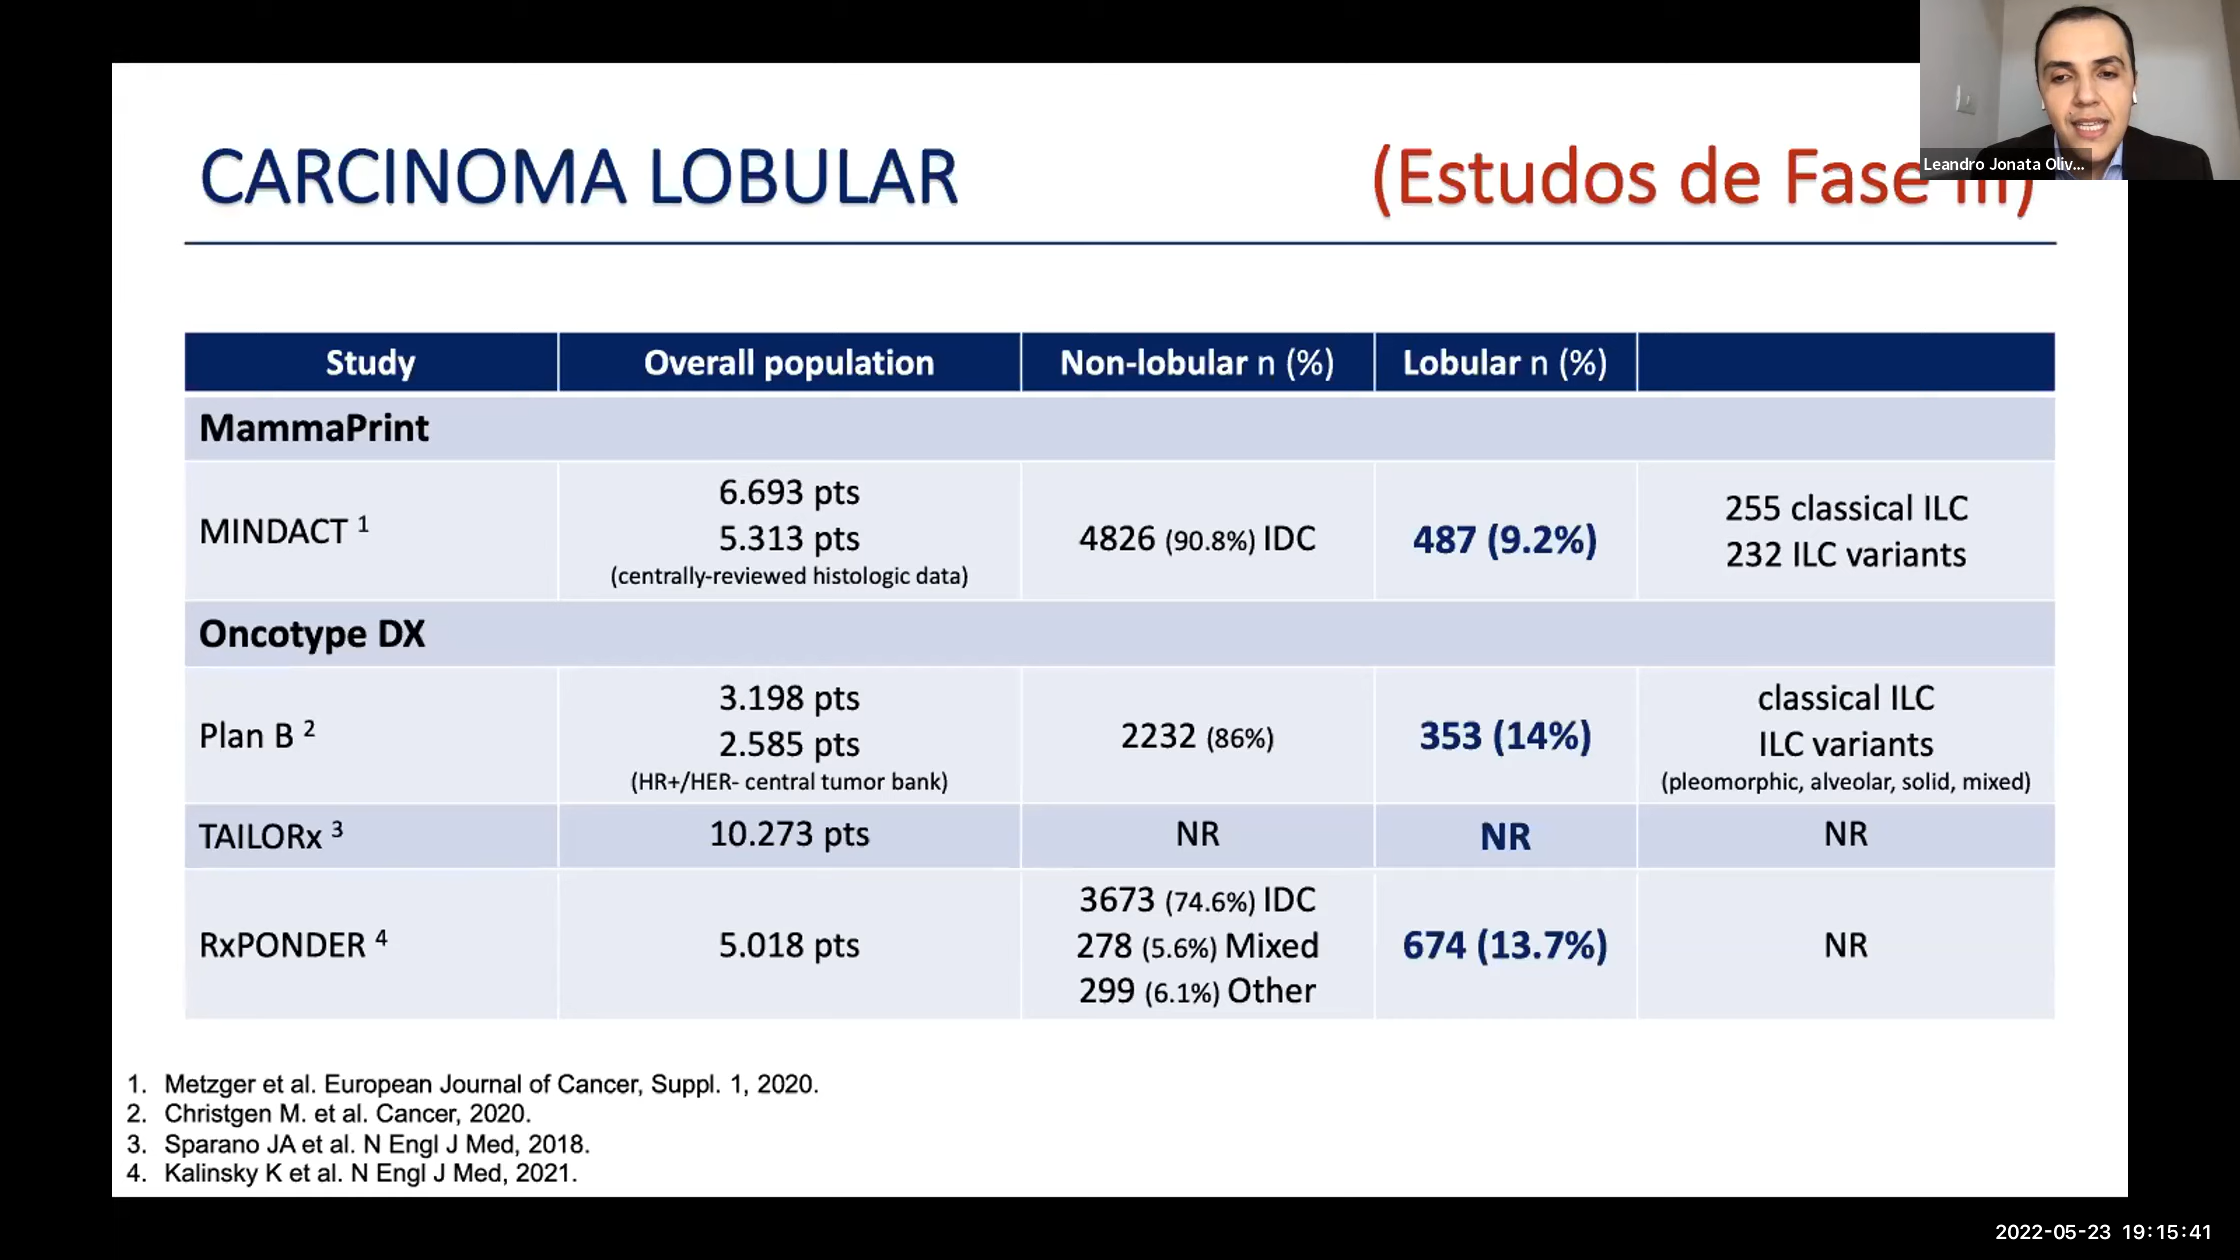 Leandro Jonata Oliv...
CARCINOMA LOBULAR
(Estudos de Fase III)
Study Overall population Non-lobular n (%) Lobular n (%)
MammaPrint
MINDACT 1
6.693 pts
5.313 pts
(centrally-reviewed histologic data)
4826 (90.8%) IDC
487 (9.2%)
255 classical ILC
232 ILC variants
Oncotype DX
Plan B 2
3.198 pts
2.585 pts
(HR+/HER- central tumor bank)
2232 (86%)
353 (14%)
classical ILC
ILC variants
(pleomorphic, alveolar, solid, mixed)
TAILORx 3
10.273 pts
NR
NR
NR
RxPONDER 4
5.018 pts
3673 (74.6%) IDC
278 (5.6%) Mixed
299 (6.1%) Other
674 (13.7%)
NR
1. Metzger et al. European Journal of Cancer, Suppl. 1, 2020.
2. Christgen M. et al. Cancer, 2020.
3. Sparano JA et al. N Engl J Med, 2018.
4. Kalinsky K et al. N Engl J Med, 2021.
2022-05-23 19:15:41